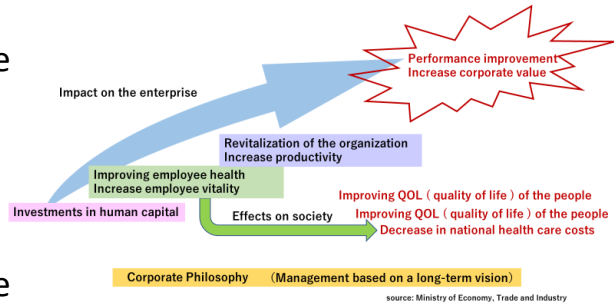 e
Performance improvement
Increase corporate value
Impact on the enterprise
Revitalization of the organization
Increase productivity
Improving employee health
Increase employee vitality
Investments in human capital
Effects on society
Improving QOL（quality of life）of the people
Improving QOL（quality of life）of the people
Decrease in national health care costs
e
Corporate Philosophy （Management based on a long-term vision）
source: Ministry of Economy, Trade and Industry